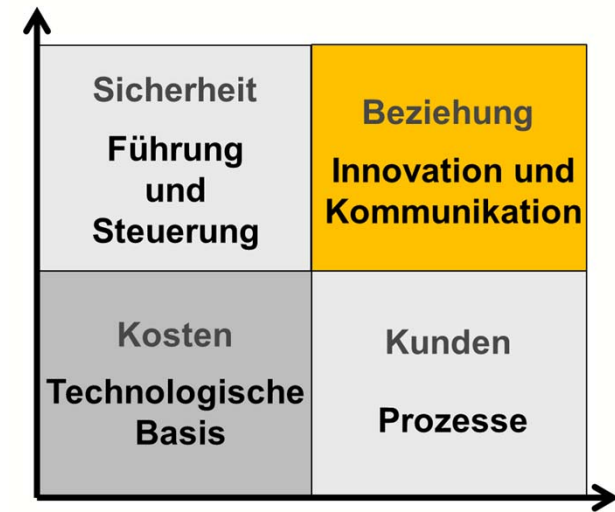 Sicherheit
Führung
und
Steuerung
Beziehung
Innovation und
Kommunikation
Kosten
Technologische
Basis
Kunden
Prozesse